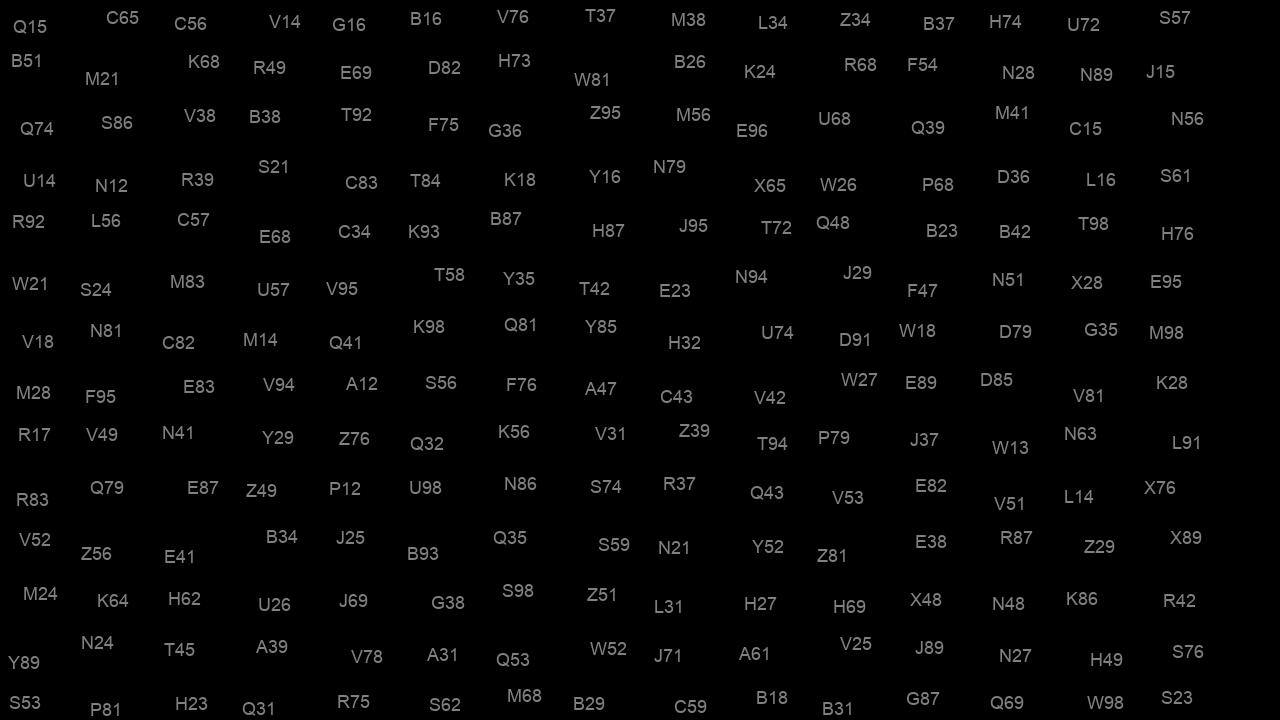 Q15 C65 C56 V14 G16 B16 V76 T37 M38 L34 Z34 B37 H74 U72 S57
B51 M21 K68 R49 E69 D82 H73 W81 B26 K24 R68 F54 N28 N89 J15
Q74 S86 V38 B38 T92 F75 G36 Z95 M56 E96 U68 Q39 M41 C15 N56
U14 N12 R39 S21 C83 T84 K18 Y16 N79 X65 W26 P68 D36 L16 S61
R92 L56 C57 E68 C34 K93 B87 H87 J95 T72 Q48 B23 B42 T98 H76
W21 S24 M83 U57 V95 T58 Y35 T42 E23 N94 J29 F47 N51 X28 E95
V18 N81 C82 M14 Q41 K98 Q81 Y85 H32 U74 D91 W18 D79 G35 M98
M28 F95 E83 V94 A12 S56 F76 A47 C43 V42 W27 E89 D85 V81 K28
R17 V49 N41 Y29 Z76 Q32 K56 V31 Z39 T94 P79 J37 W13 N63 L91
R83 Q79 E87 Z49 P12 U98 N86 S74 R37 Q43 V53 E82 V51 L14 X76
V52 Z56 E41 B34 J25 B93 Q35 S59 N21 Y52 Z81 E38 R87 Z29 X89
M24 K64 H62 U26 J69 G38 S98 Z51 L31 H27 H69 X48 N48 K86 R42
Y89 N24 T45 A39 V78 A31 Q53 W52 J71 A61 V25 J89 N27 H49 S76
S53 P81 H23 Q31 R75 S62 M68 B29 C59 B18 B31 G87 Q69 W98 S23